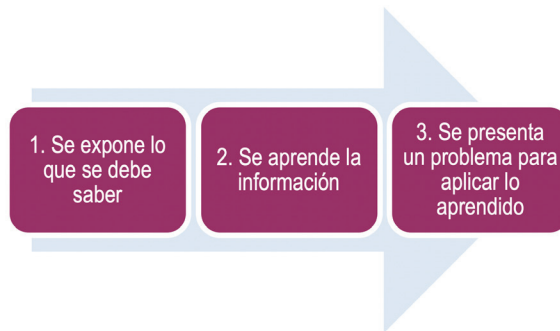 1. Se expone lo
que se debe
saber
2. Se aprende la
información
3. Se presenta
un problema para
aplicar lo
aprendido